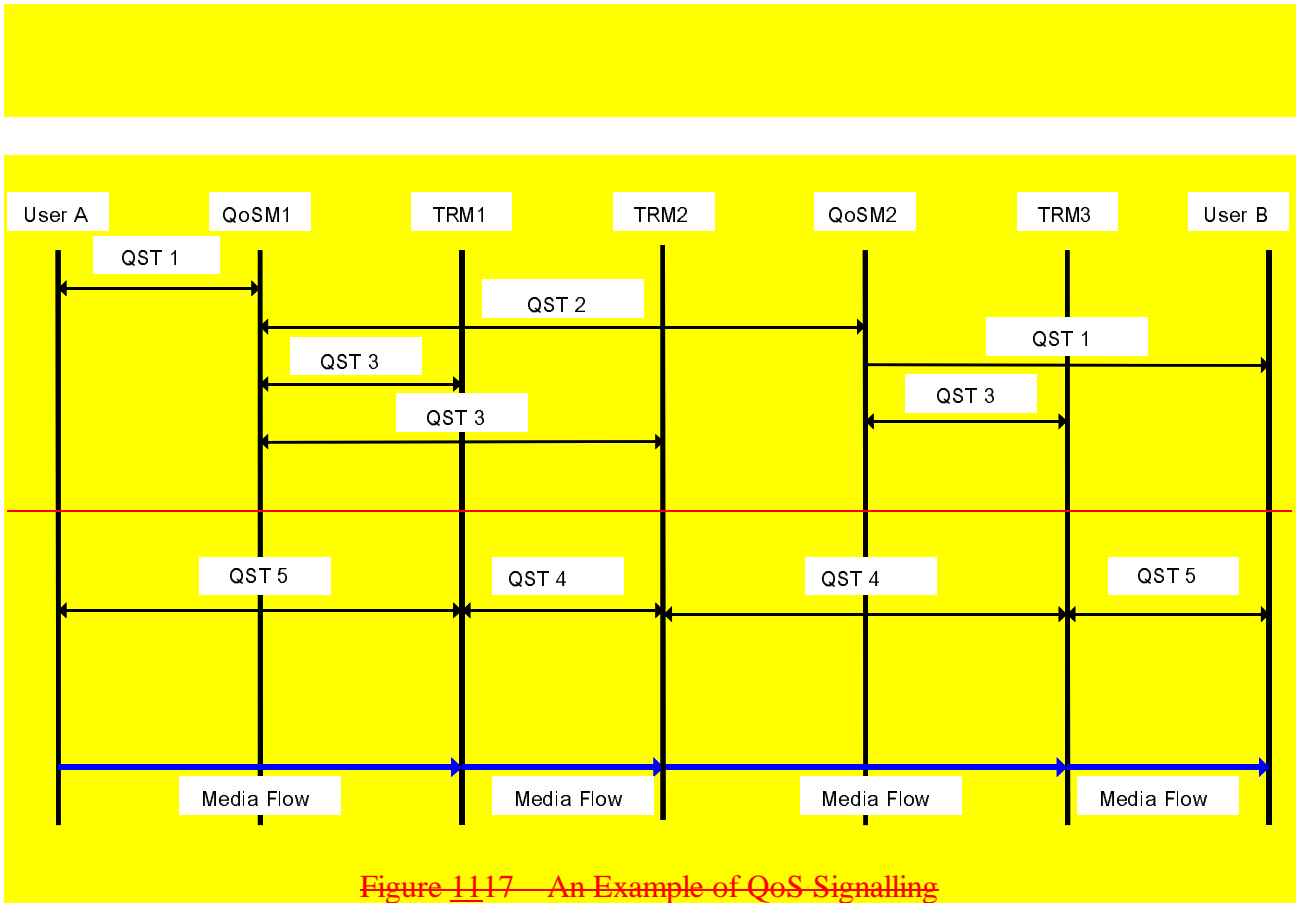 User A QoSM1 TRM1 TRM2 QoSM2 TRM3 User B
QST 1
QST 2
QST 1
QST 3
QST 3
QST 3
QST 5 QST 4 QST 4 QST 5
Media Flow Media Flow Media Flow Media Flow
Figure 1117 An Example of QoS Signalling